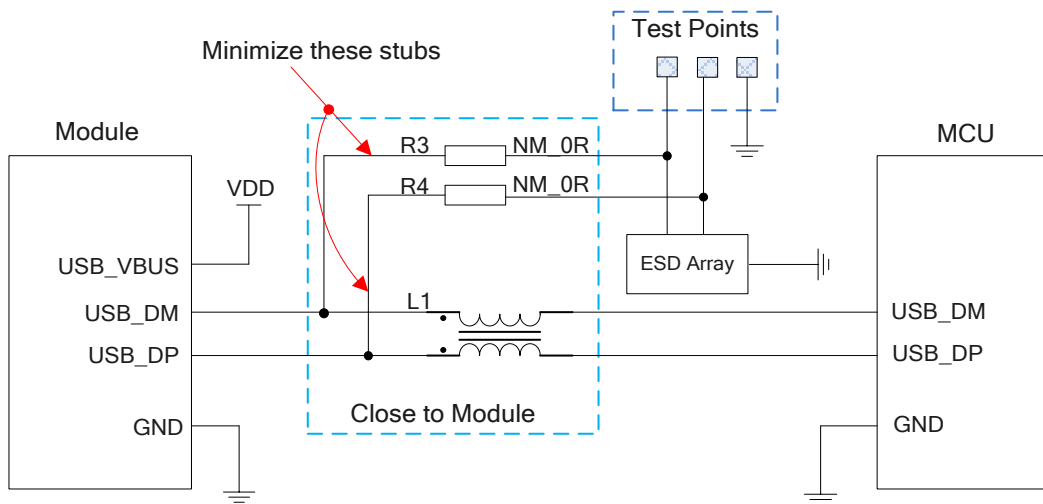 Test Points
Minimize these stubs
Module
MCU
R3 NM_0R
R4 NM_0R
VDD
ESD Array
USB_VBUS
L1
USB_DM
USB_DM
USB_DP
USB_DP
Close to Module
GND
GND